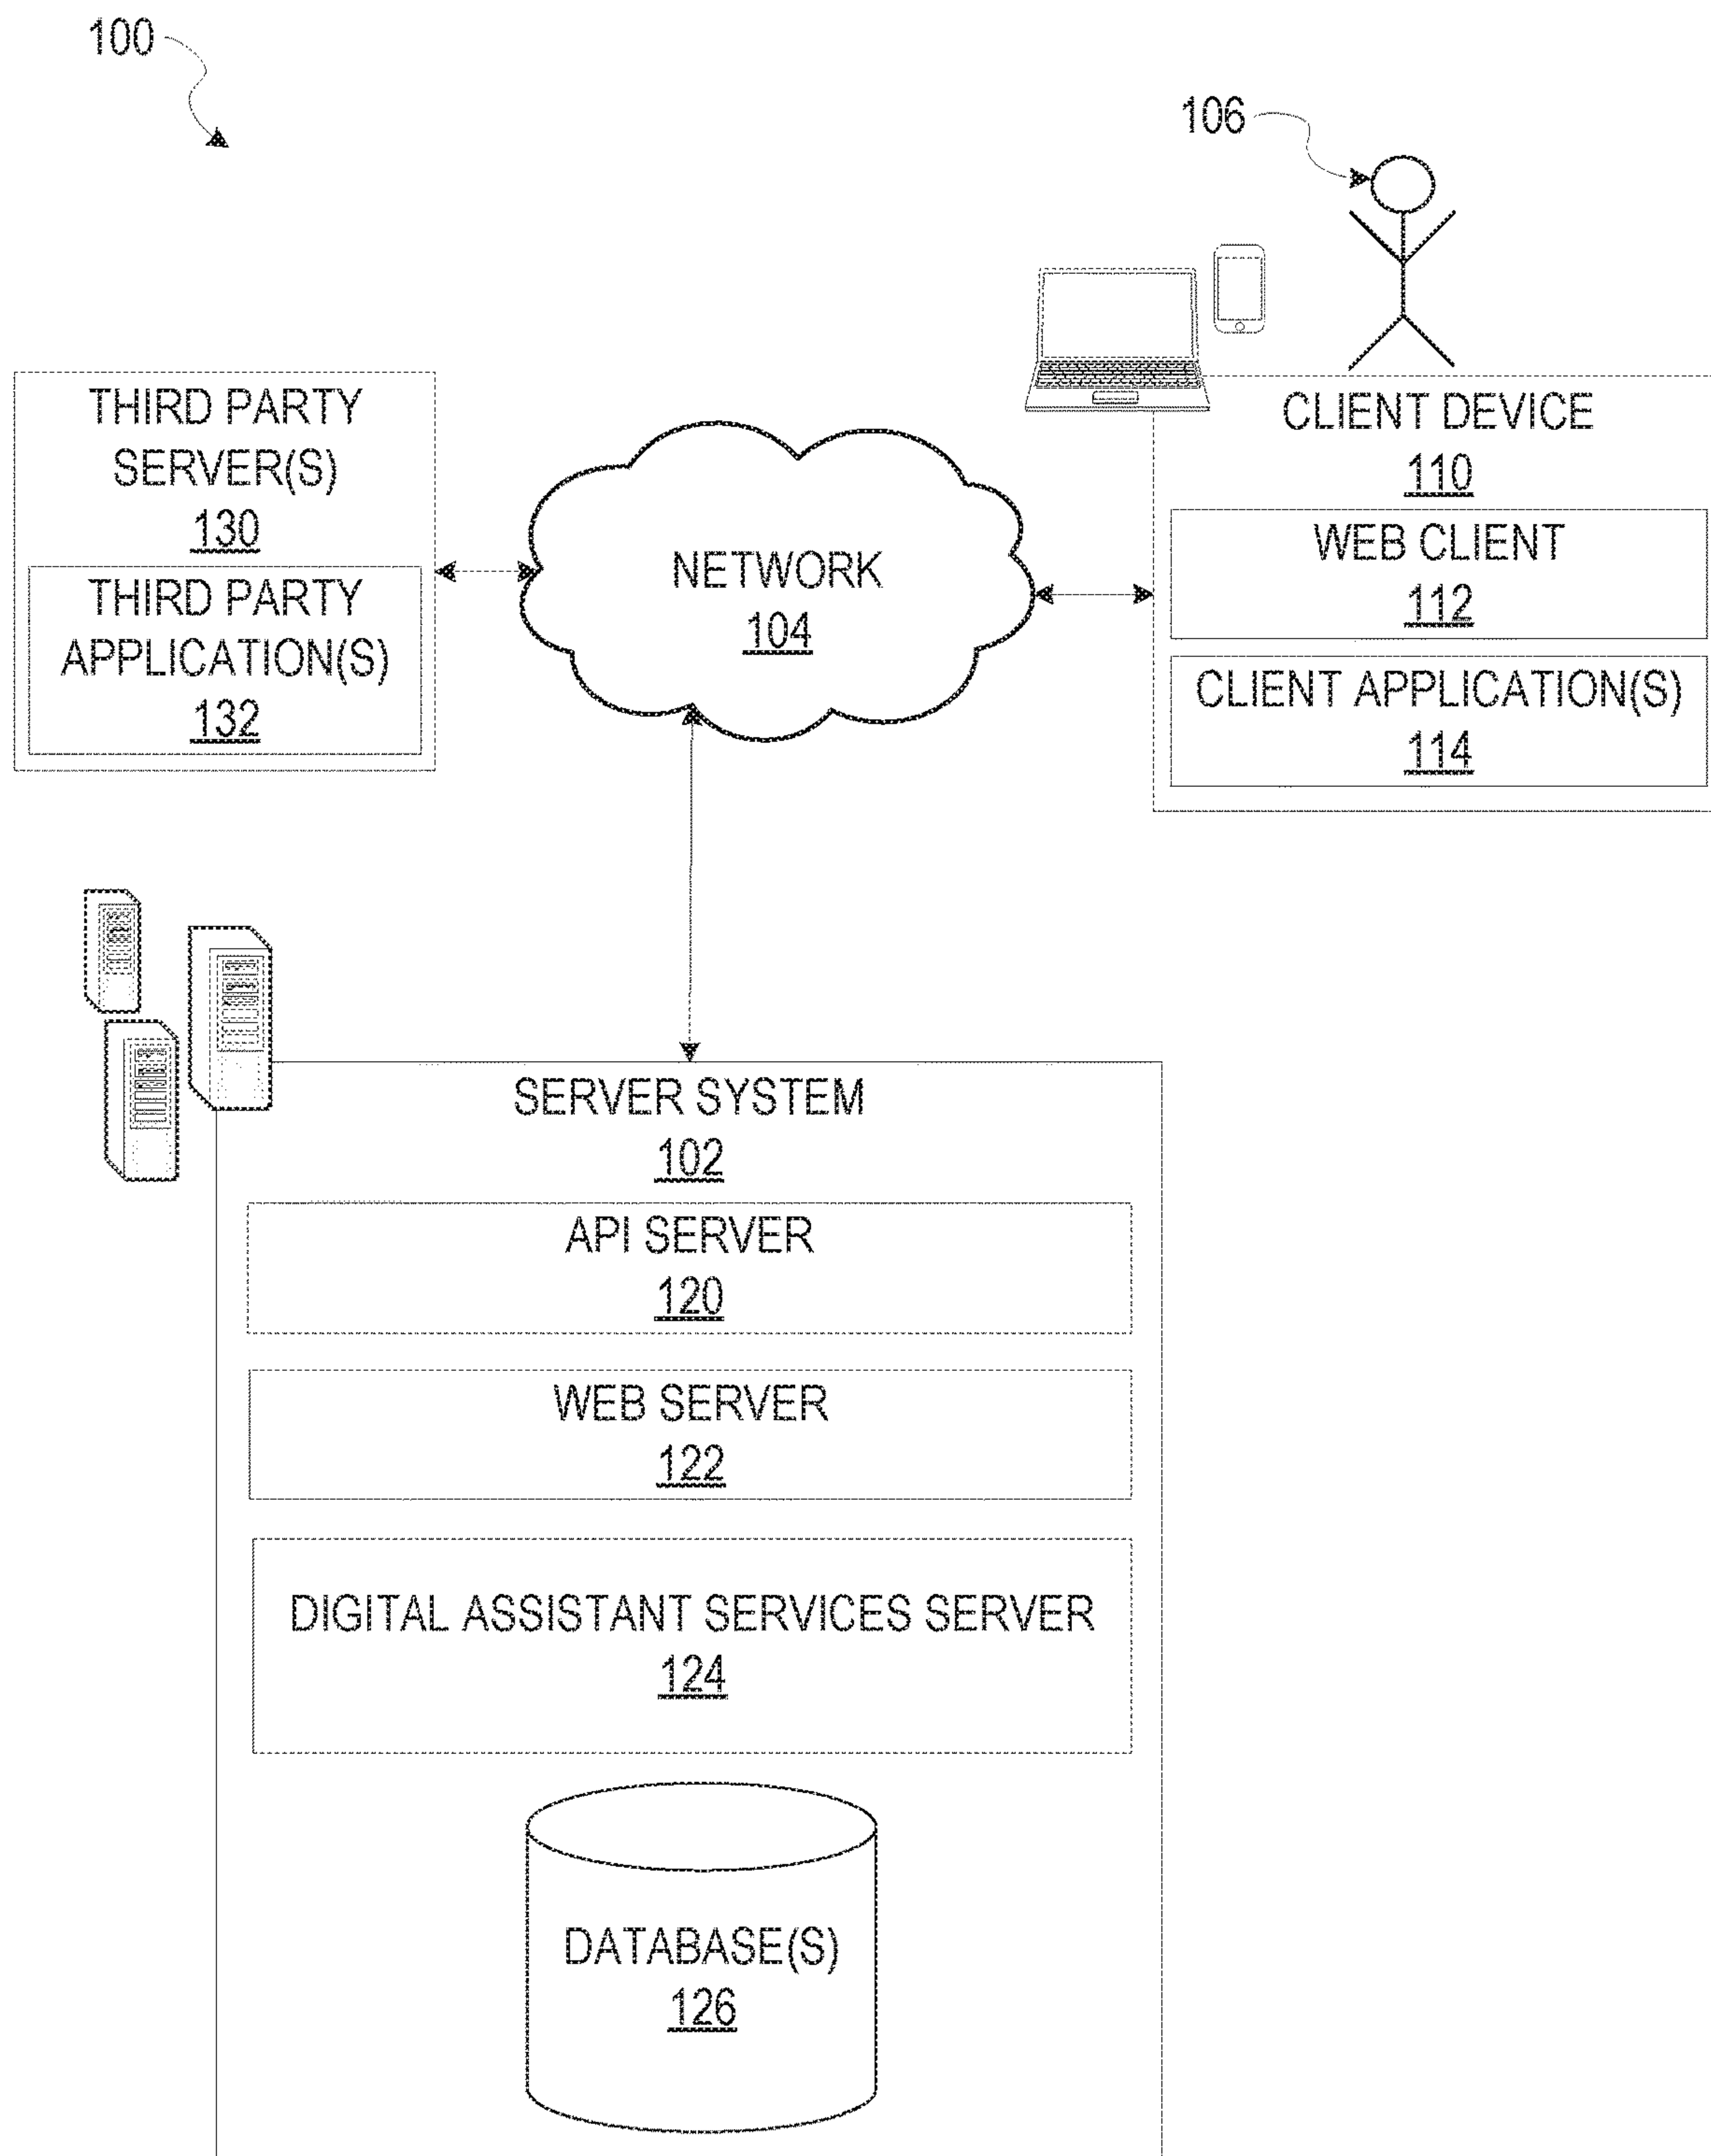 100
106
THIRD PARTY
SERVER(S)
130
THIRD PARTY
APPLICATION(S)
132
NETWORK
104
CLIENT DEVICE
110
WEB CLIENT
112
CLIENT APPLICATION(S)
114
SERVER SYSTEM
102
API SERVER
120
WEB SERVER
122
DIGITAL ASSISTANT SERVICES SERVER
124
DATABASE(S)
126